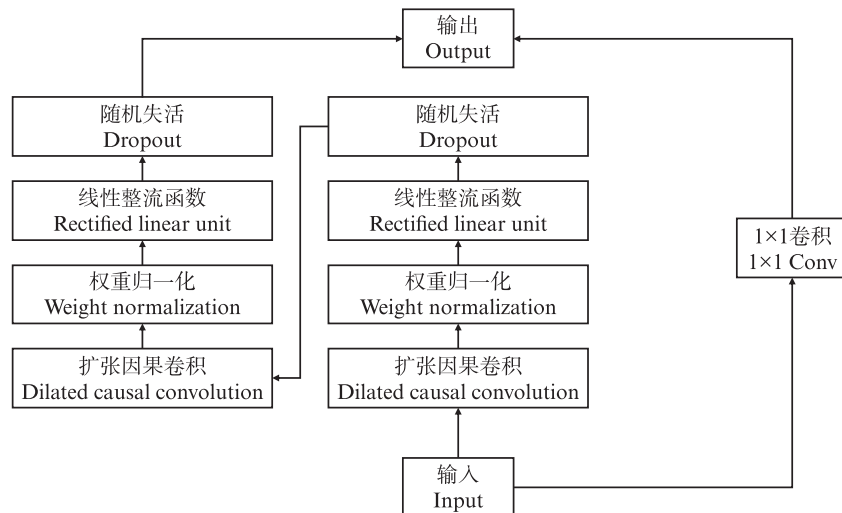 输出
Output
随机失活
Dropout
随机失活
Dropout
线性整流函数
Rectified linear unit
线性整流函数
Rectified linear unit
1×1卷积
1×1 Conv
权重归一化
Weight normalization
权重归一化
Weight normalization
扩张因果卷积
Dilated causal convolution
扩张因果卷积
Dilated causal convolution
输入
Input